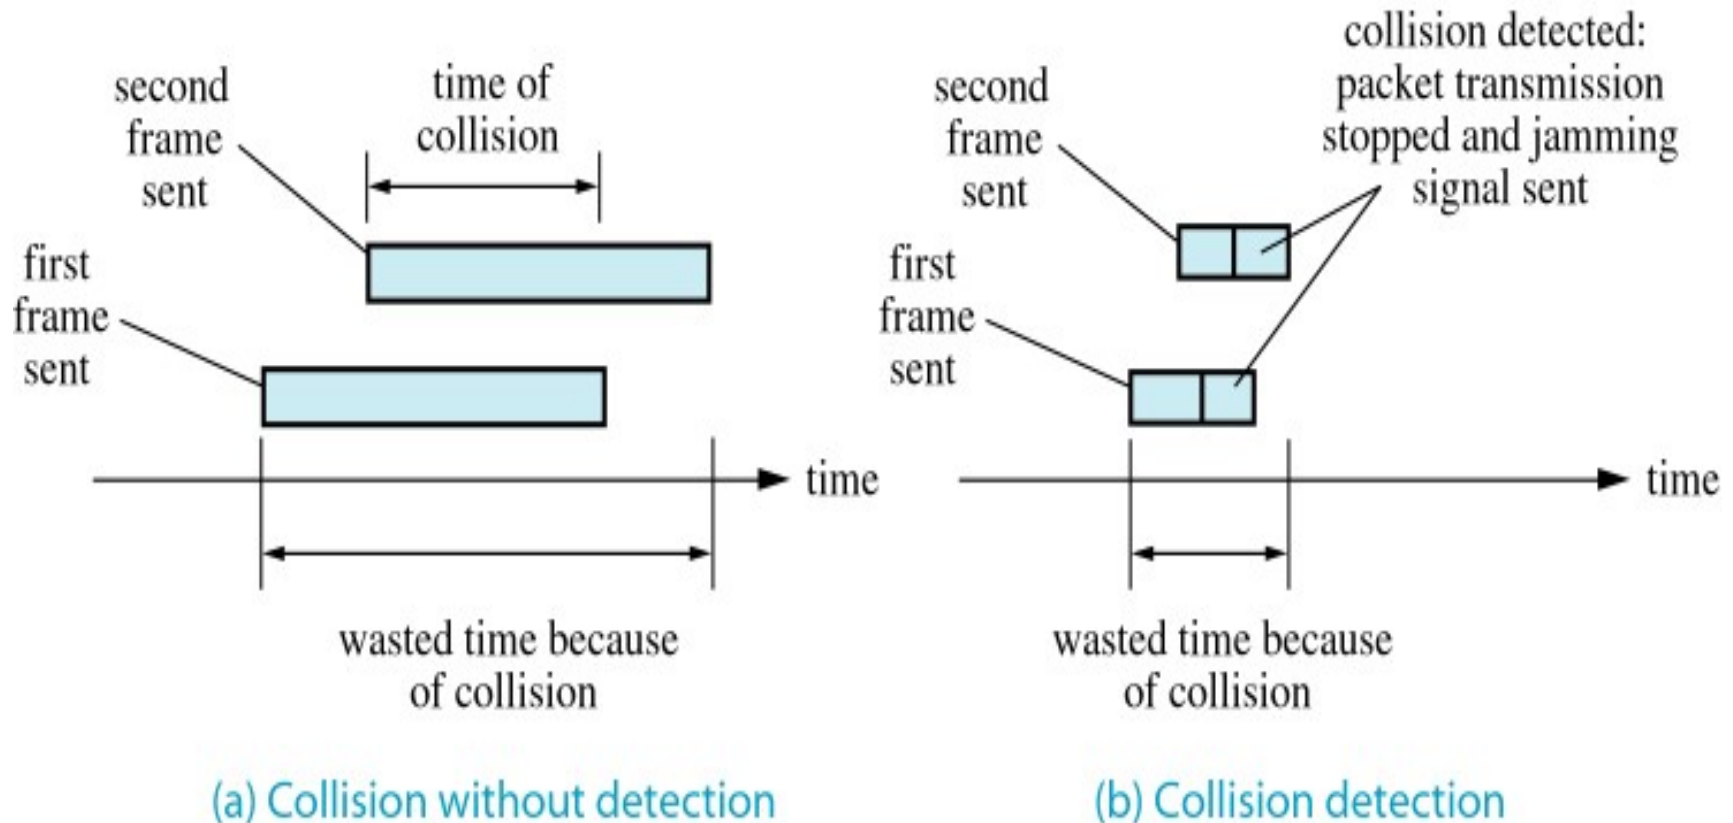 second
frame
sent
time of
collision
first
frame
sent
time
wasted time because
of collision
(a) Collision without detection
second
frame
sent
collision detected:
packet transmission
stopped and jamming
signal sent
first
frame
sent
time
wasted time because
of collision
(b) Collision detection